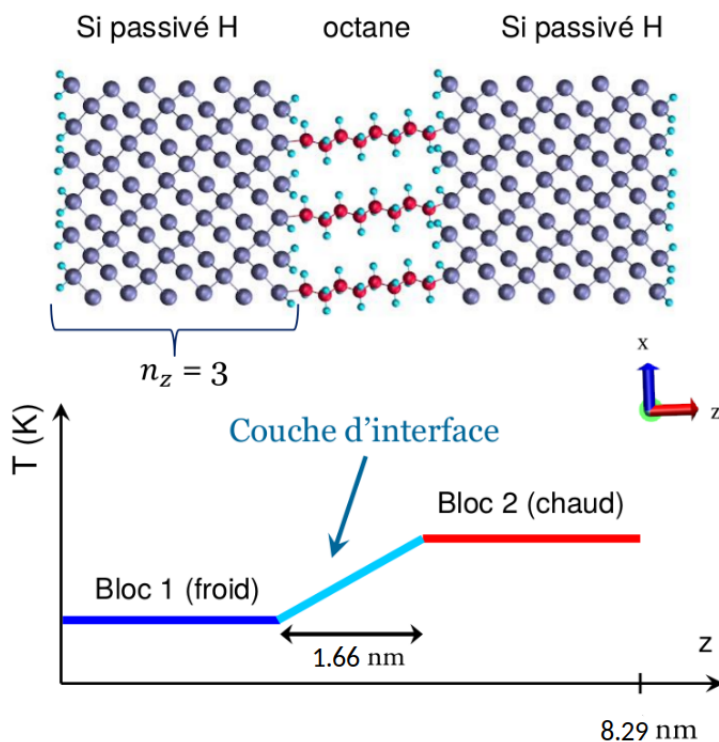 Si passivé H octane Si passivé H
n_z = 3
x
z
T (K)
Couche d'interface
Bloc 2 (chaud)
Bloc 1 (froid)
1.66 nm
z
8.29 nm